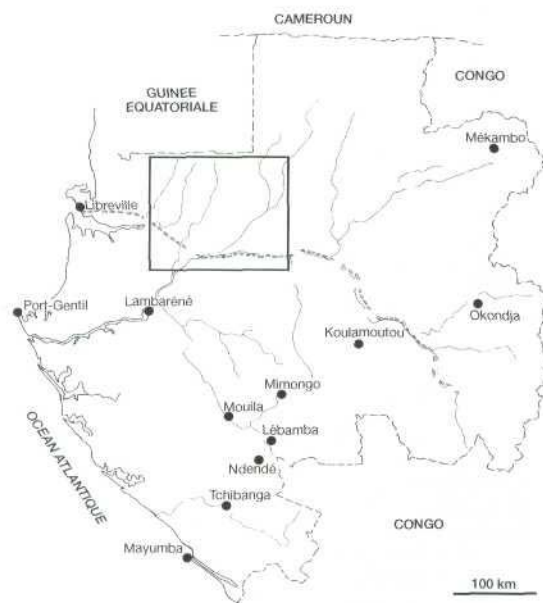 CAMEROUN
GUINEE
EQUATORIALE
CONGO
Mékambo
Libreville
Port-Gentil
Lambaréné
Okondja
Koulamoutou
Mimongo
Mouila
Lébamba
Ndendé
OCEAN ATLANTIQUE
Tchibanga
CONGO
Mayumba
100 km